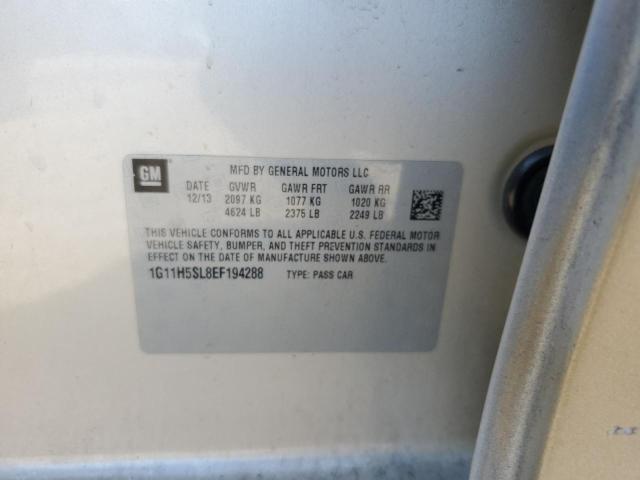 GM
MFD BY GENERAL MOTORS LLC
DATE GVWR GAWR FRT GAWR RR
12/13 2097 KG 1077 KG 1020 KG
4624 LB 2375 LB 2249 LB
THIS VEHICLE CONFORMS TO ALL APPLICABLE U.S. FEDERAL MOTOR
VEHICLE SAFETY, BUMPER, AND THEFT PREVENTION STANDARDS IN
EFFECT ON THE DATE OF MANUFACTURE SHOWN ABOVE.
1G11H5SL8EF194288 TYPE: PASS CAR